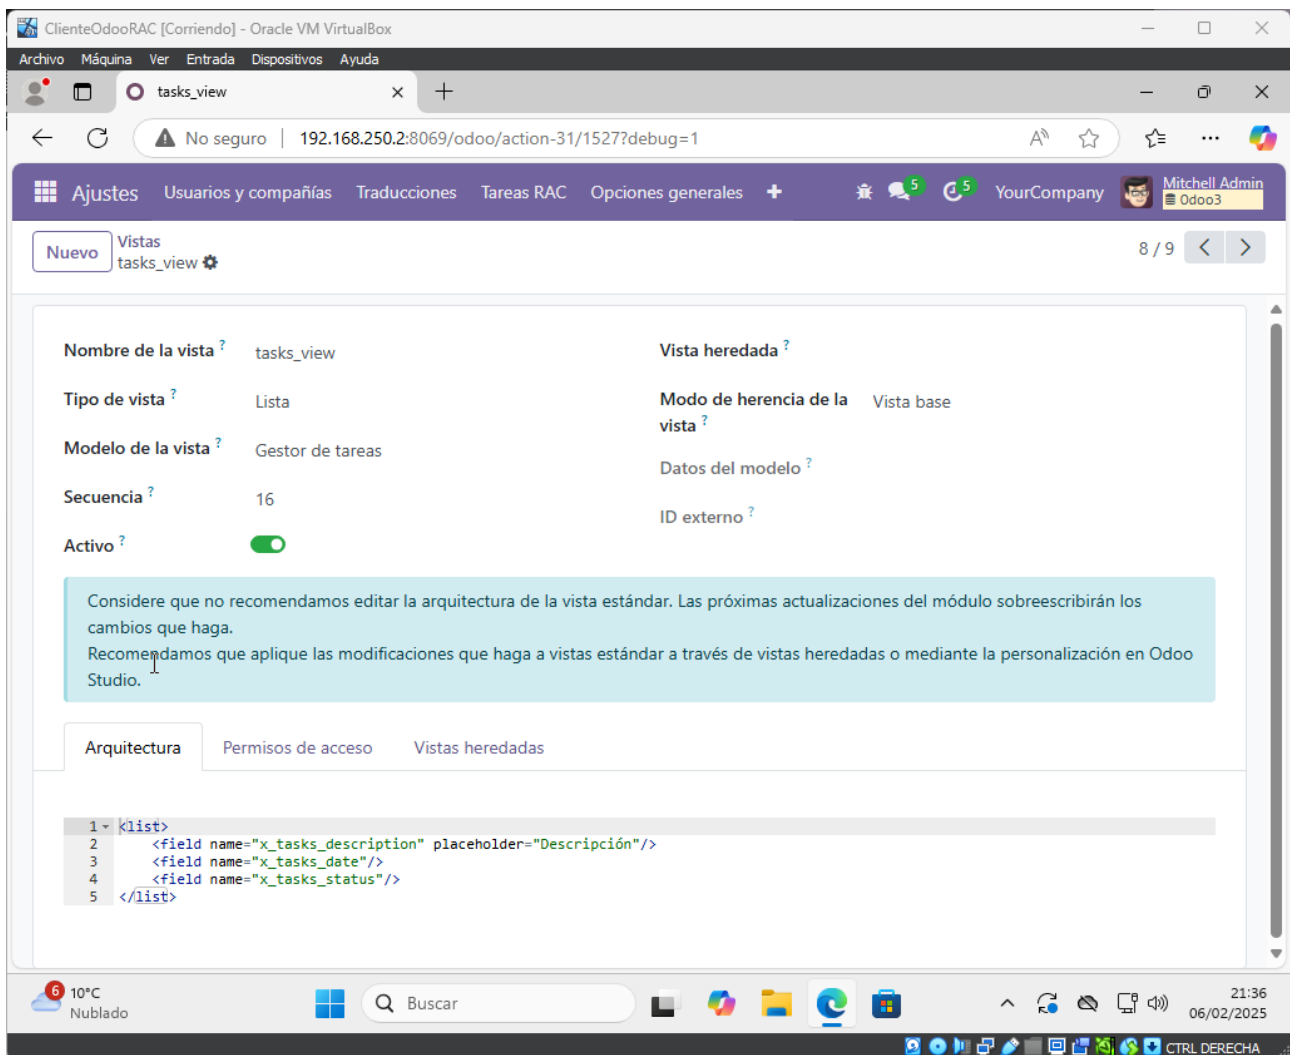 ClienteOdooRAC [Corriendo] - Oracle VM VirtualBox
Archivo Máquina Ver Entrada Dispositivos Ayuda
tasks_view
No seguro 192.168.250.2:8069/odoo/action-31/1527?debug=1
Ajustes Usuarios y compañías Traducciones Tareas RAC Opciones generales 5 5 YourCompany Mitchell Admin
Odoo3
Nuevo Vistas
tasks_view 8 / 9
Nombre de la vista ? tasks_view Vista heredada ?
Tipo de vista ? Lista Modo de herencia de la vista ? Vista base
Modelo de la vista ? Gestor de tareas Datos del modelo ?
Secuencia ? 16 ID externo ?
Activo ?
Considere que no recomendamos editar la arquitectura de la vista estándar. Las próximas actualizaciones del módulo sobreescribirán los
cambios que haga.
Recomendamos que aplique las modificaciones que haga a vistas estándar a través de vistas heredadas o mediante la personalización en Odoo
Studio.
Arquitectura Permisos de acceso Vistas heredadas
1 <list>
2 <field name="x_tasks_description" placeholder="Descripción"/>
3 <field name="x_tasks_date"/>
4 <field name="x_tasks_status"/>
5 </list>
6 10°C
Nublado
Buscar
21:36
06/02/2025
CTRL DERECHA